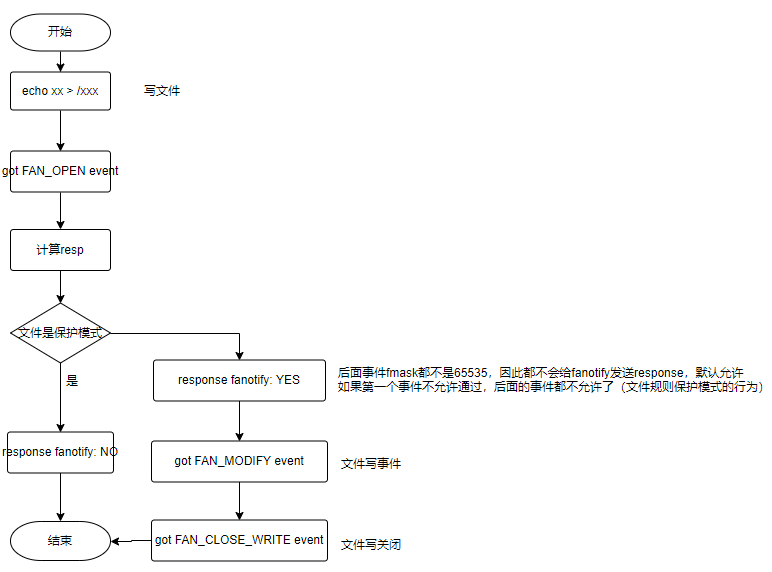 开始
echo xx > /xxx
写文件
got FAN_OPEN event
计算resp
文件是保护模式
是
response fanotify: YES
后面事件fmask都不是65535，因此都不会给fanotify发送response，默认允许
如果第一个事件不允许通过，后面的事件都不允许了（文件规则保护模式的行为）
response fanotify: NO
got FAN_MODIFY event
文件写事件
结束
got FAN_CLOSE_WRITE event
文件写关闭